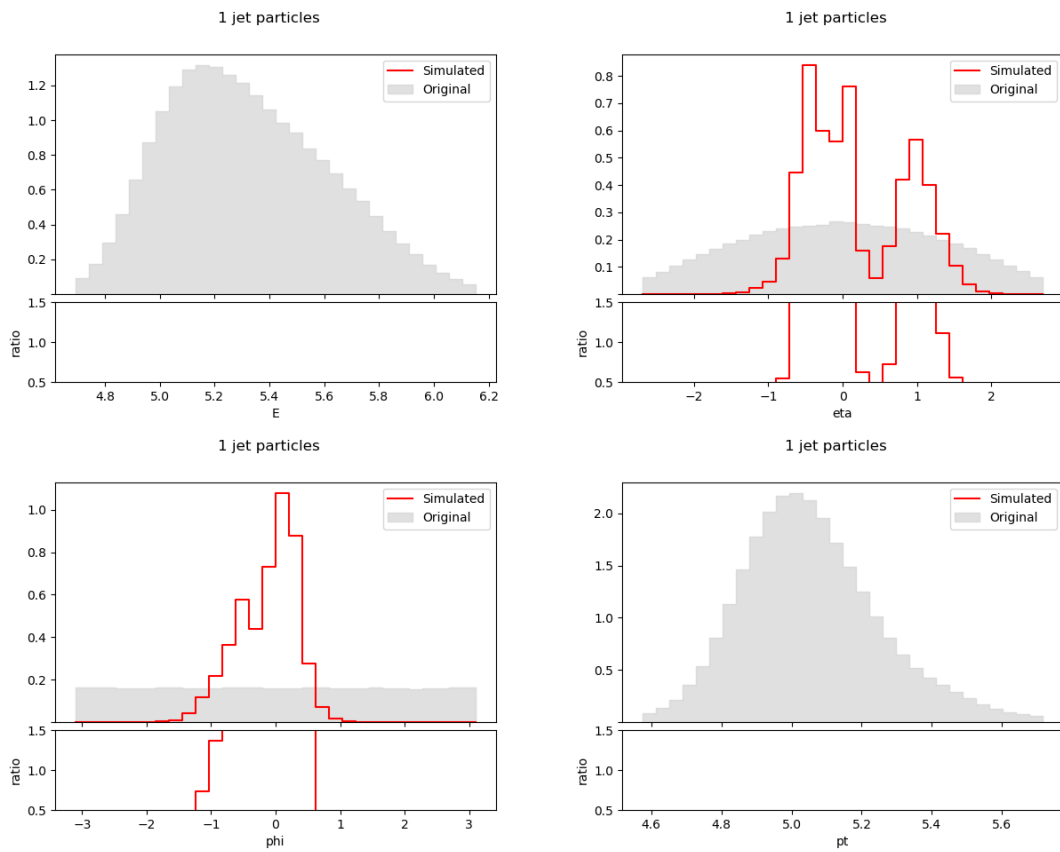 1 jet particles
Simulated
Original
1.2
1.0
0.8
0.6
0.4
0.2
1.5
1.0
0.5
ratio
4.8 5.0 5.2 5.4 5.6 5.8 6.0 6.2
E
1 jet particles
Simulated
Original
0.8
0.7
0.6
0.5
0.4
0.3
0.2
0.1
1.5
1.0
0.5
ratio
−2 −1 0 1 2
eta
1 jet particles
Simulated
Original
1.0
0.8
0.6
0.4
0.2
1.5
1.0
0.5
ratio
−3 −2 −1 0 1 2 3
phi
1 jet particles
Simulated
Original
2.0
1.5
1.0
0.5
1.5
1.0
0.5
ratio
4.6 4.8 5.0 5.2 5.4 5.6
pt